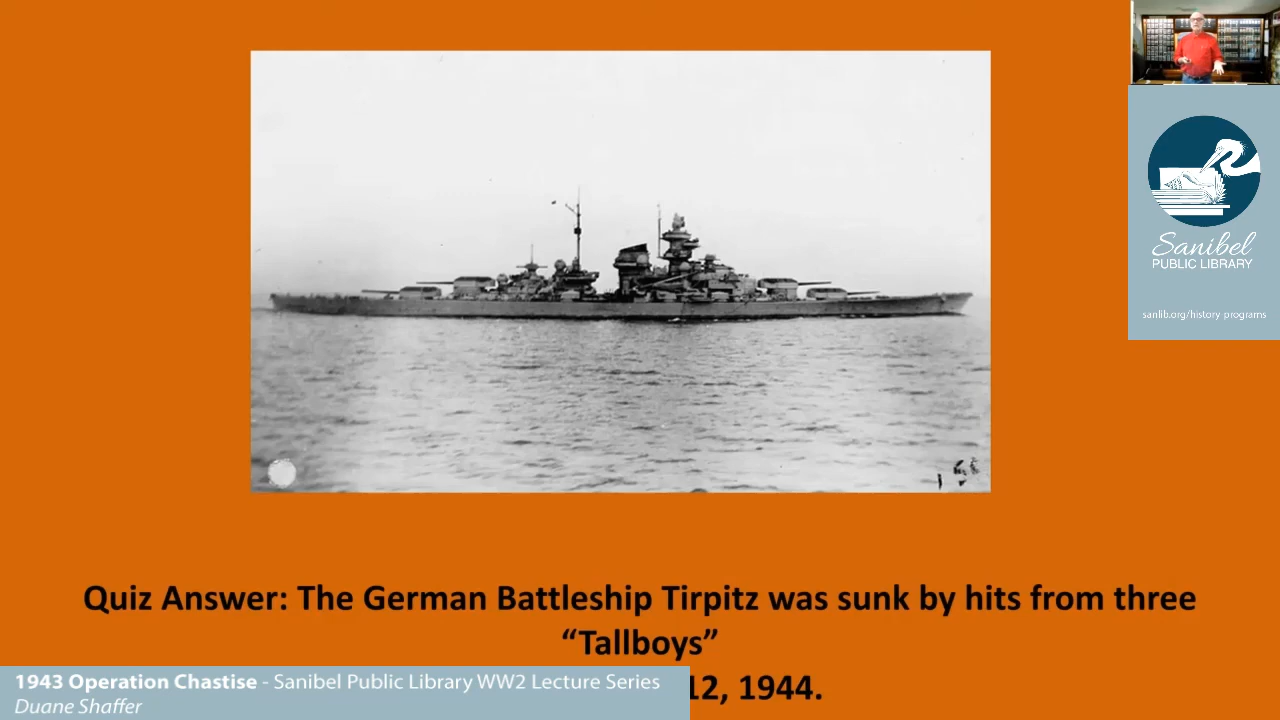 Sanibel
PUBLIC LIBRARY
sanlib.org/history-programs
Quiz Answer: The German Battleship Tirpitz was sunk by hits from three
“Tallboys”
12, 1944.
1943 Operation Chastise - Sanibel Public Library WW2 Lecture Series
Duane Shaffer